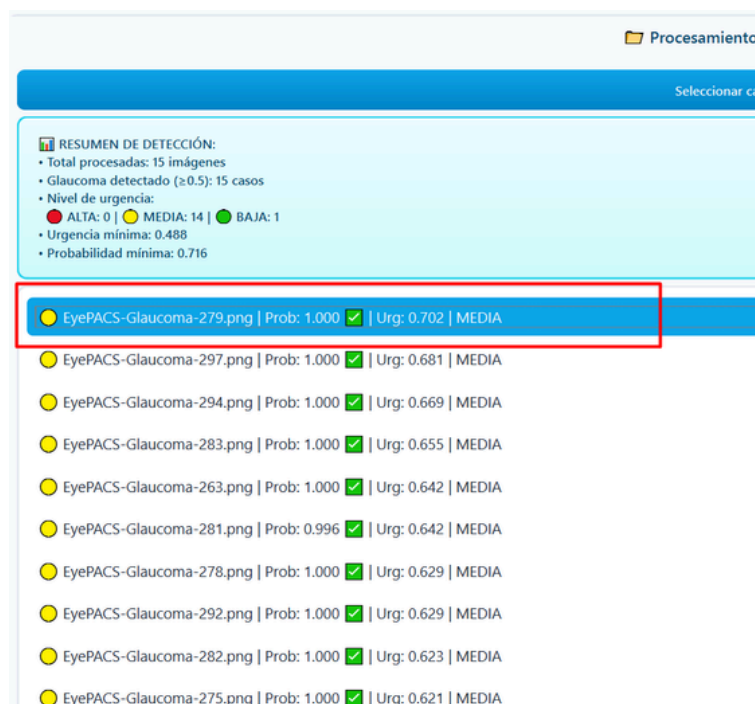 📁 Procesamiento
Seleccionar ca
📊 RESUMEN DE DETECCIÓN:
• Total procesadas: 15 imágenes
• Glaucoma detectado (≥0.5): 15 casos
• Nivel de urgencia:
🔴 ALTA: 0 | 🟡 MEDIA: 14 | 🟢 BAJA: 1
• Urgencia mínima: 0.488
• Probabilidad mínima: 0.716
🟡 EyePACS-Glaucoma-279.png | Prob: 1.000 ✅ | Urg: 0.702 | MEDIA
🟡 EyePACS-Glaucoma-297.png | Prob: 1.000 ✅ | Urg: 0.681 | MEDIA
🟡 EyePACS-Glaucoma-294.png | Prob: 1.000 ✅ | Urg: 0.669 | MEDIA
🟡 EyePACS-Glaucoma-283.png | Prob: 1.000 ✅ | Urg: 0.655 | MEDIA
🟡 EyePACS-Glaucoma-263.png | Prob: 1.000 ✅ | Urg: 0.642 | MEDIA
🟡 EyePACS-Glaucoma-281.png | Prob: 0.996 ✅ | Urg: 0.642 | MEDIA
🟡 EyePACS-Glaucoma-278.png | Prob: 1.000 ✅ | Urg: 0.629 | MEDIA
🟡 EyePACS-Glaucoma-292.png | Prob: 1.000 ✅ | Urg: 0.629 | MEDIA
🟡 EyePACS-Glaucoma-282.png | Prob: 1.000 ✅ | Urg: 0.623 | MEDIA
🟡 EyePACS-Glaucoma-275.png | Prob: 1.000 ✅ | Urg: 0.621 | MEDIA